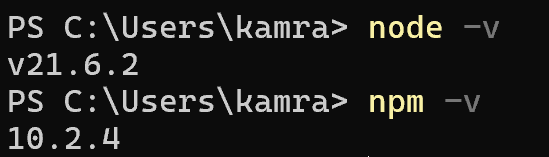 PS C:\Users\kamra> node -v
v21.6.2
PS C:\Users\kamra> npm -v
10.2.4